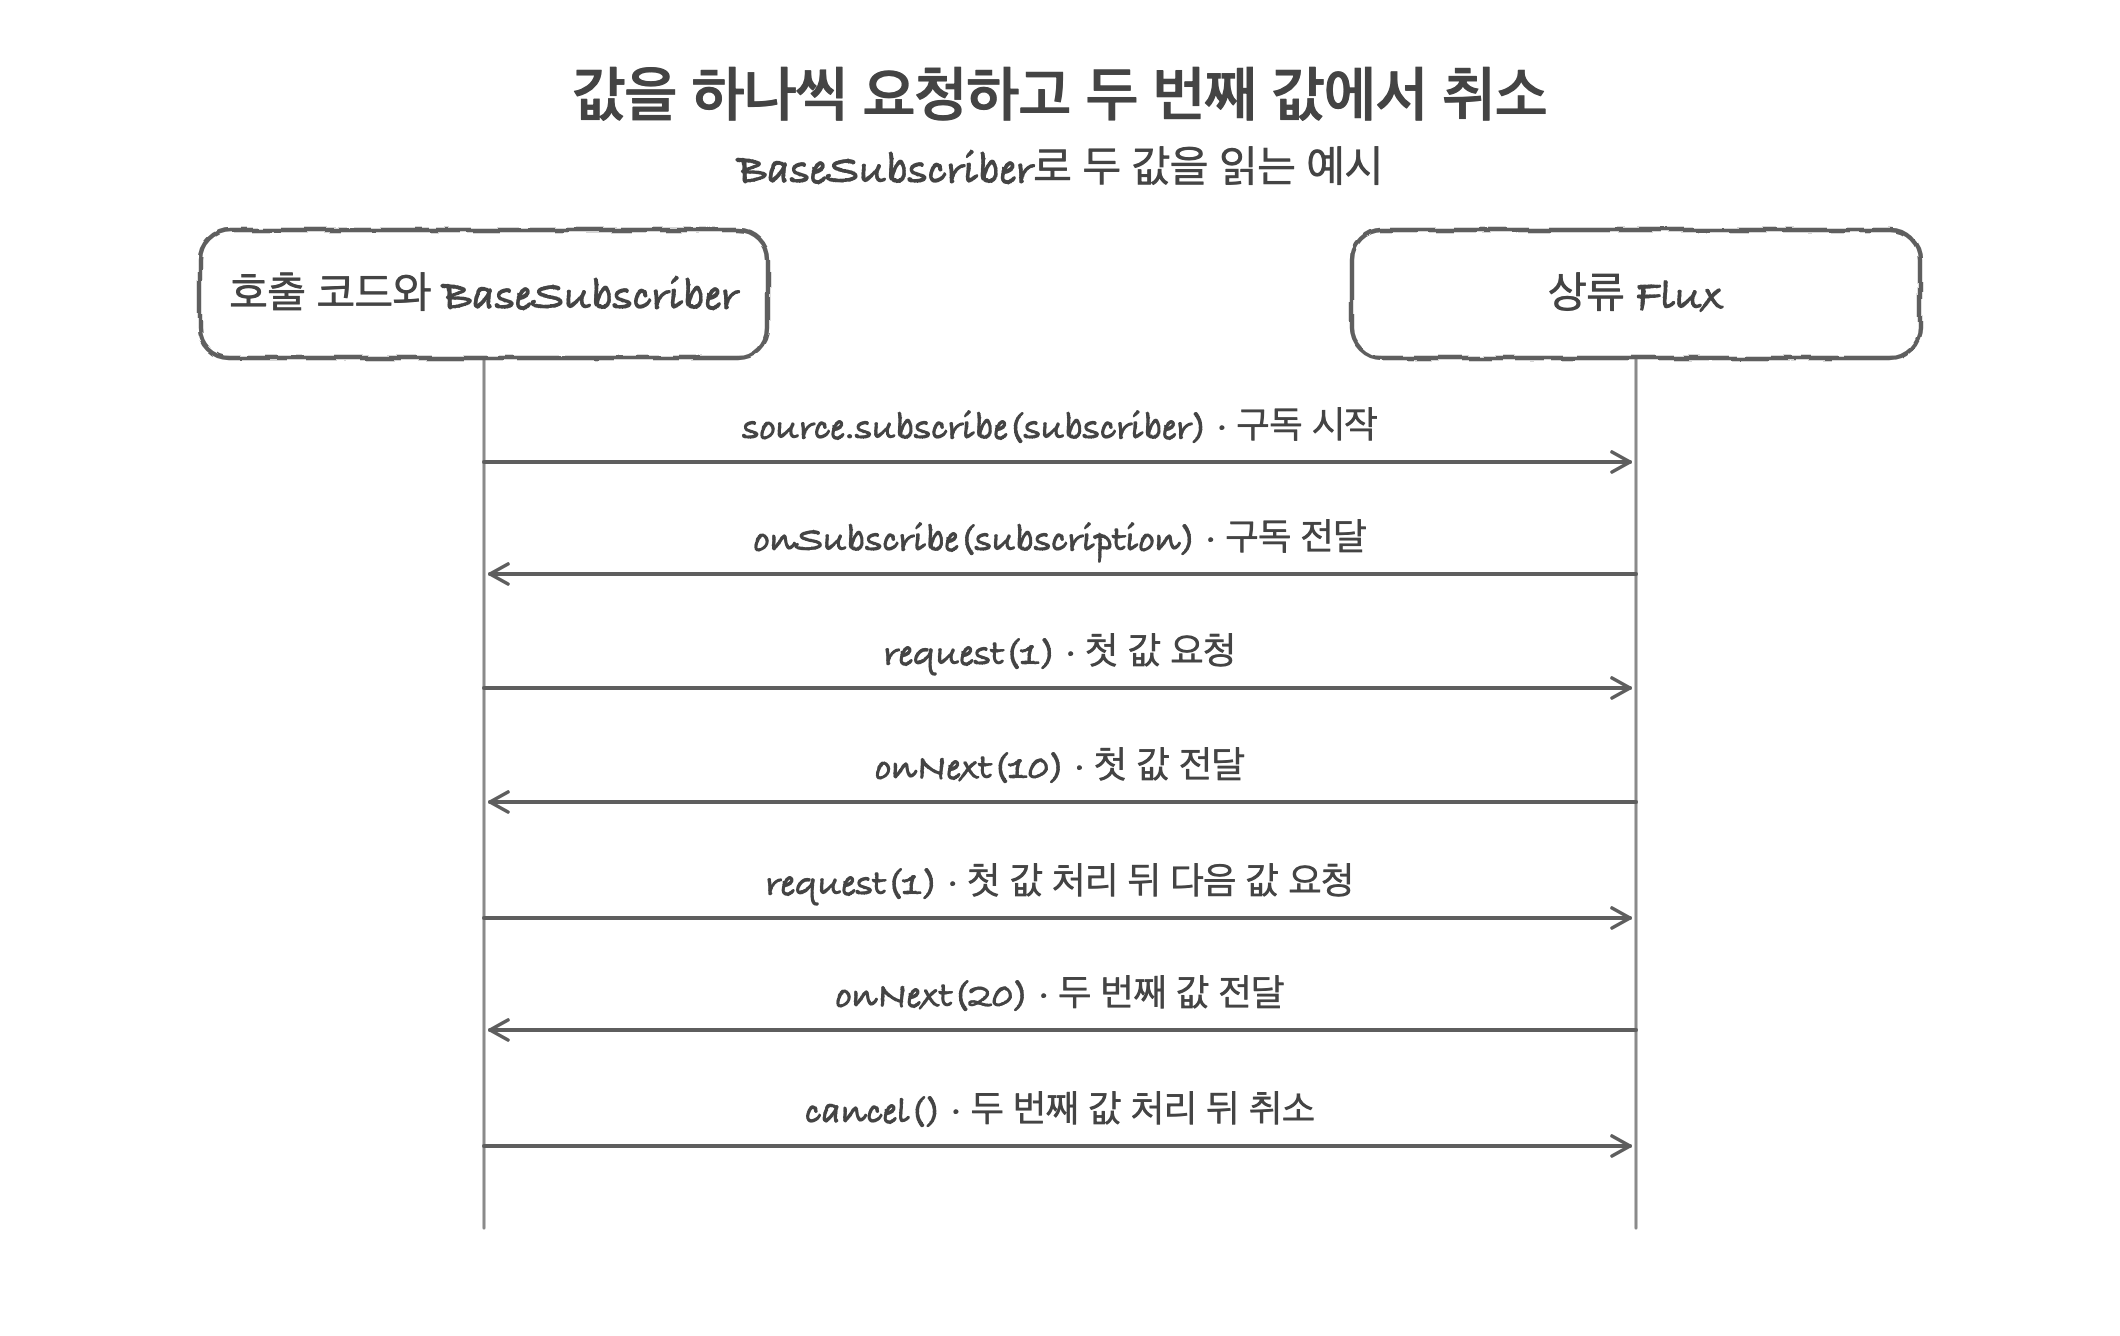 값을 하나씩 요청하고 두 번째 값에서 취소
BaseSubscriber로 두 값을 읽는 예시
호출 코드와 BaseSubscriber
상류 Flux
source.subscribe(subscriber) · 구독 시작
onSubscribe(subscription) · 구독 전달
request(1) · 첫 값 요청
onNext(10) · 첫 값 전달
request(1) · 첫 값 처리 뒤 다음 값 요청
onNext(20) · 두 번째 값 전달
cancel() · 두 번째 값 처리 뒤 취소